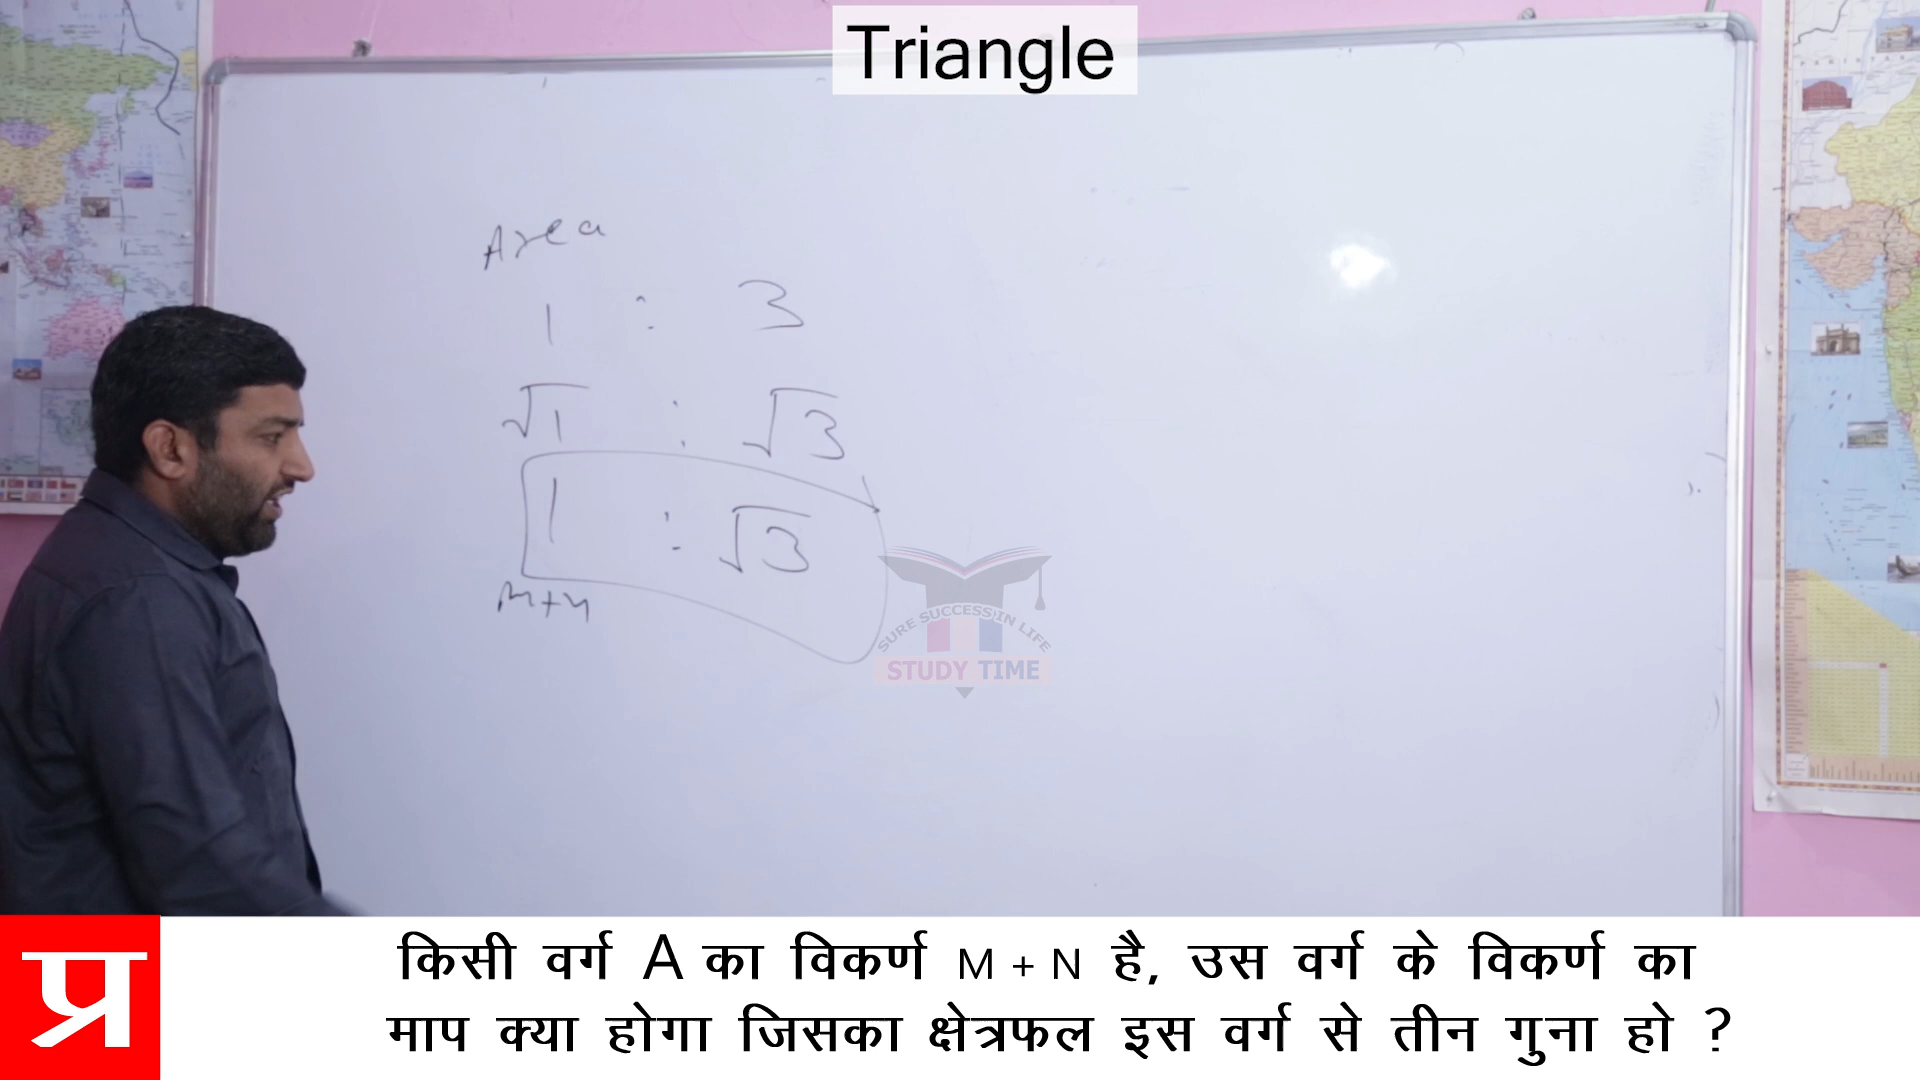 Triangle
Area
1 : 3
√1 : √3
1 : √3
M+N
SURE SUCCESS IN LIFE
STUDY TIME
प्र
किसी वर्ग A का विकर्ण M + N है, उस वर्ग के विकर्ण का
माप क्या होगा जिसका क्षेत्रफल इस वर्ग से तीन गुना हो ?